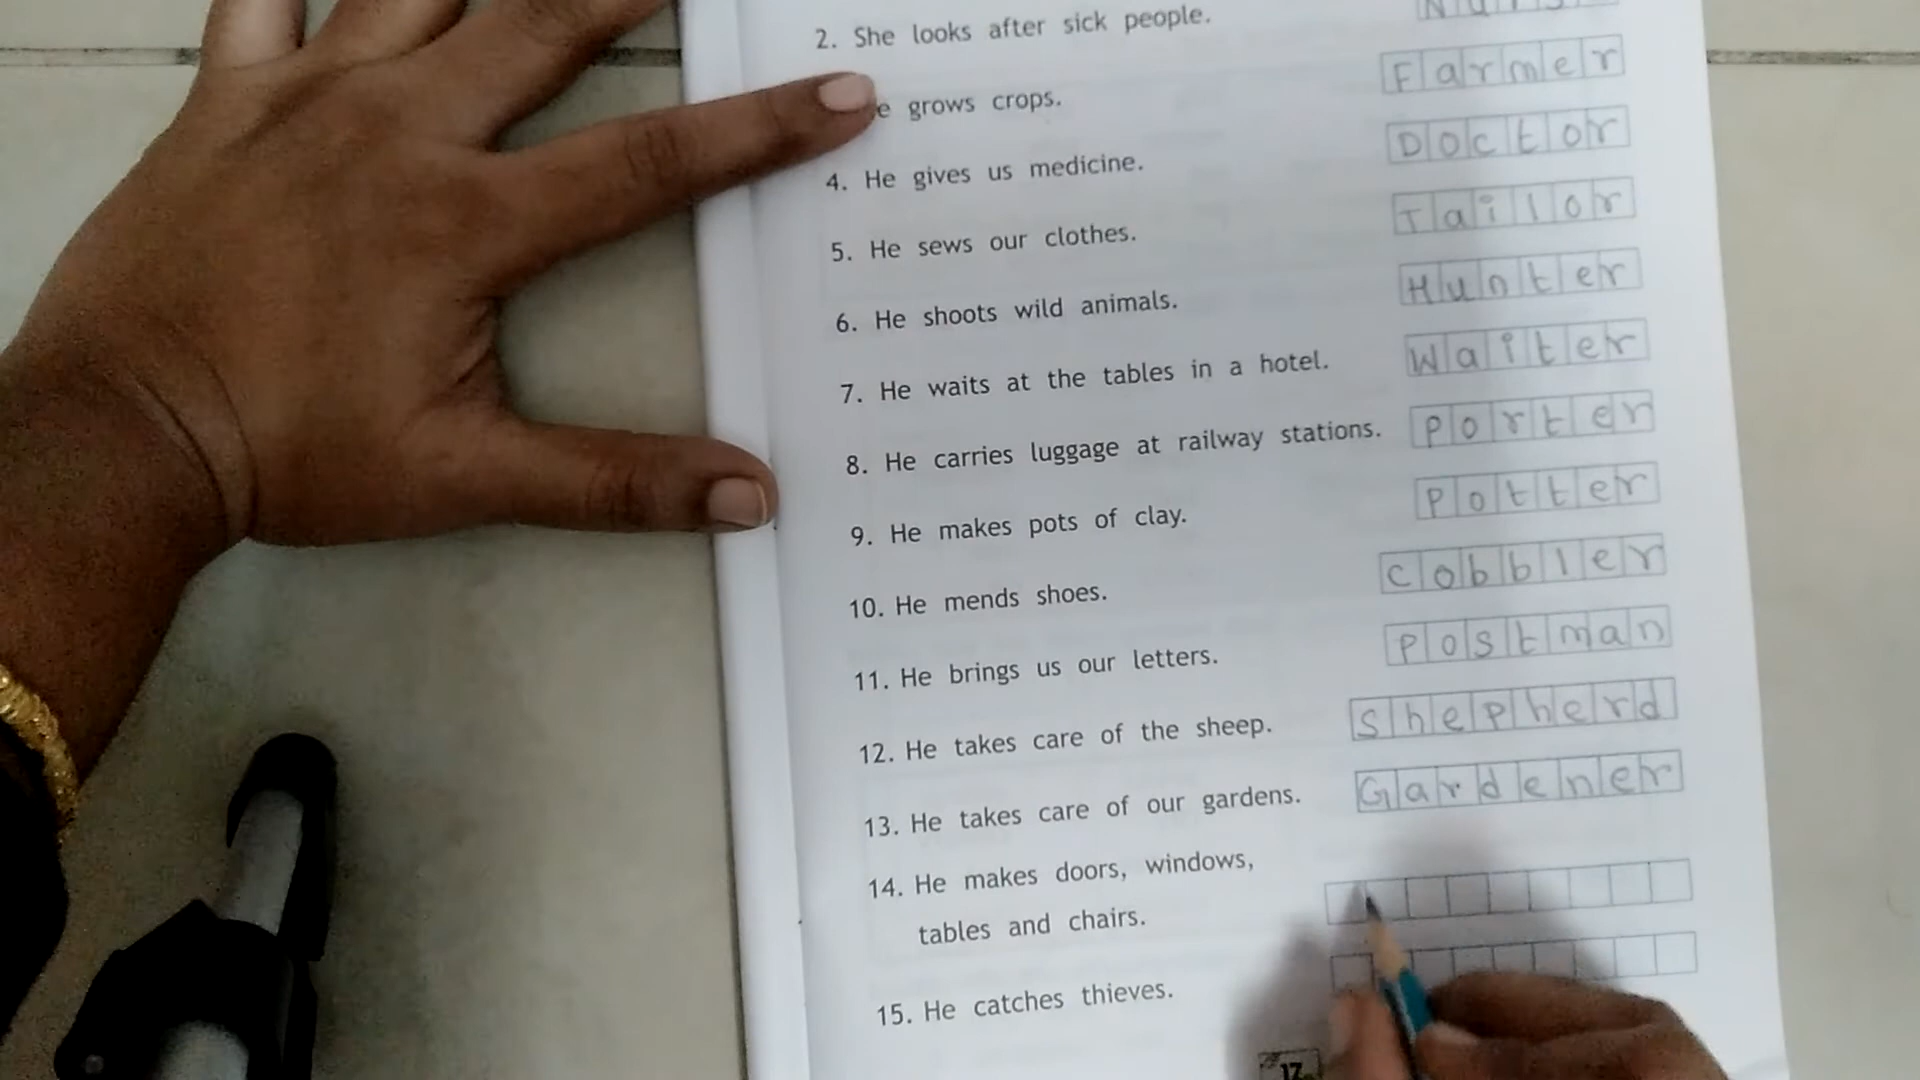 2. She looks after sick people.
e grows crops. Farmer
4. He gives us medicine. Doctor
5. He sews our clothes. Tailor
6. He shoots wild animals. Hunter
7. He waits at the tables in a hotel. Waiter
8. He carries luggage at railway stations. Porter
9. He makes pots of clay. Potter
10. He mends shoes. Cobbler
11. He brings us our letters. Postman
12. He takes care of the sheep. Shepherd
13. He takes care of our gardens. Gardener
14. He makes doors, windows,
tables and chairs.
15. He catches thieves.
17